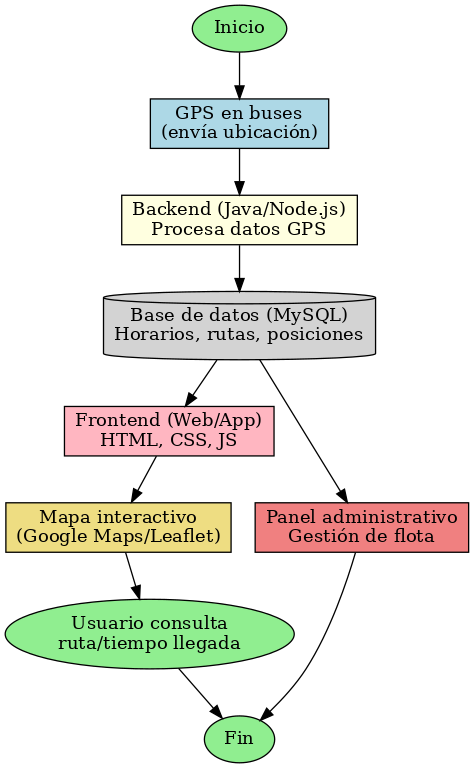 Inicio
GPS en buses
(envía ubicación)
Backend (Java/Node.js)
Procesa datos GPS
Base de datos (MySQL)
Horarios, rutas, posiciones
Frontend (Web/App)
HTML, CSS, JS
Mapa interactivo
(Google Maps/Leaflet)
Panel administrativo
Gestión de flota
Usuario consulta
ruta/tiempo llegada
Fin